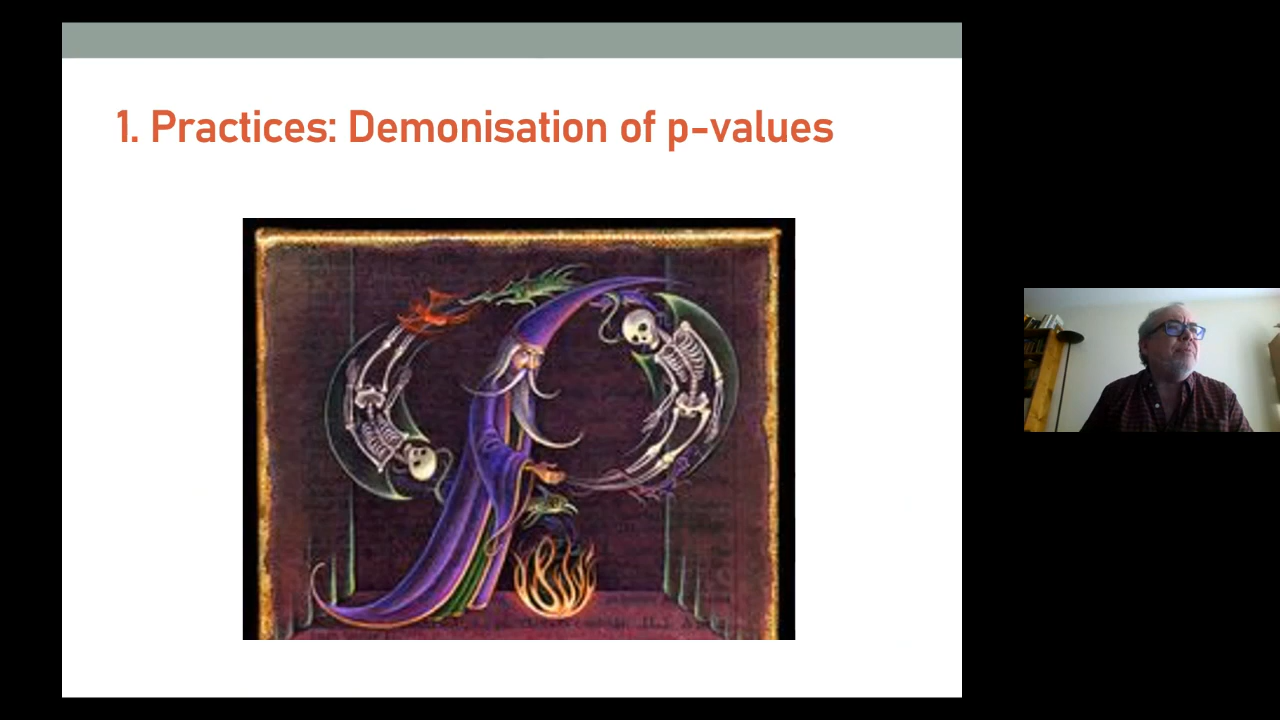 1. Practices: Demonisation of p-values